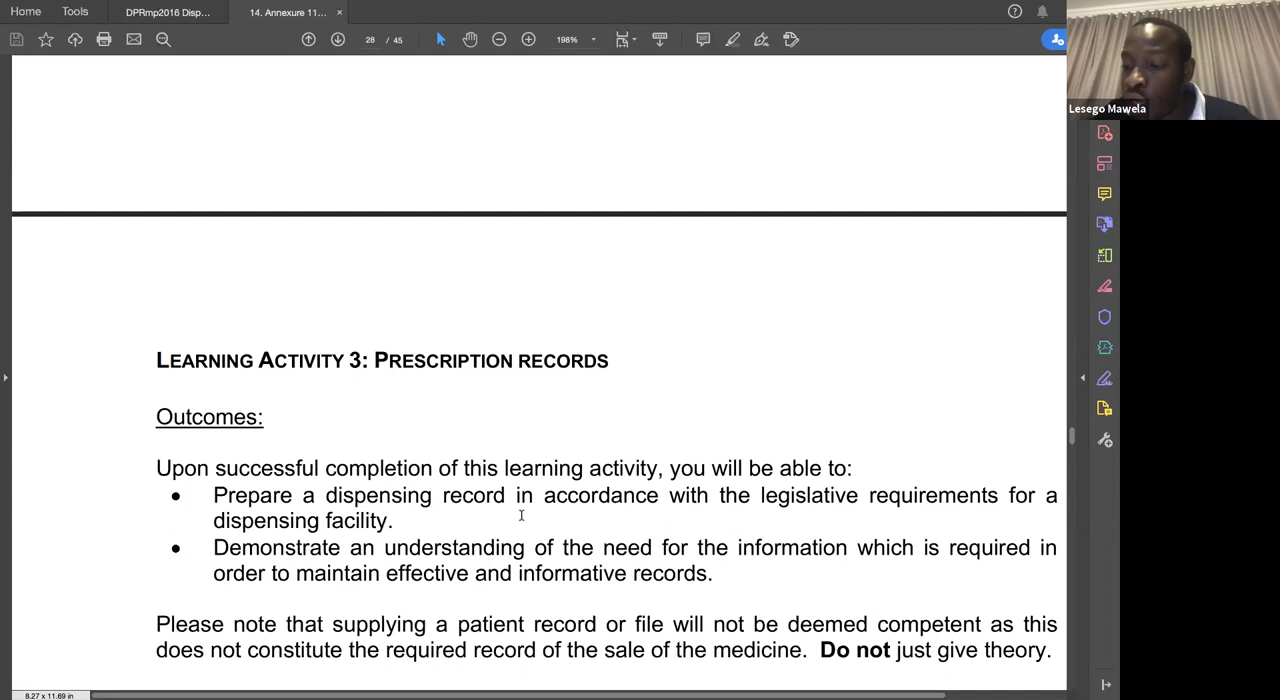 Home Tools DPRmp2016 Disp... 14. Annexure 11... ×
28 / 45 198%
Lesego Mawela
LEARNING ACTIVITY 3: PRESCRIPTION RECORDS
Outcomes:
Upon successful completion of this learning activity, you will be able to:
• Prepare a dispensing record in accordance with the legislative requirements for a
dispensing facility.
• Demonstrate an understanding of the need for the information which is required in
order to maintain effective and informative records.
Please note that supplying a patient record or file will not be deemed competent as this
does not constitute the required record of the sale of the medicine. Do not just give theory.
8.27 x 11.69 in